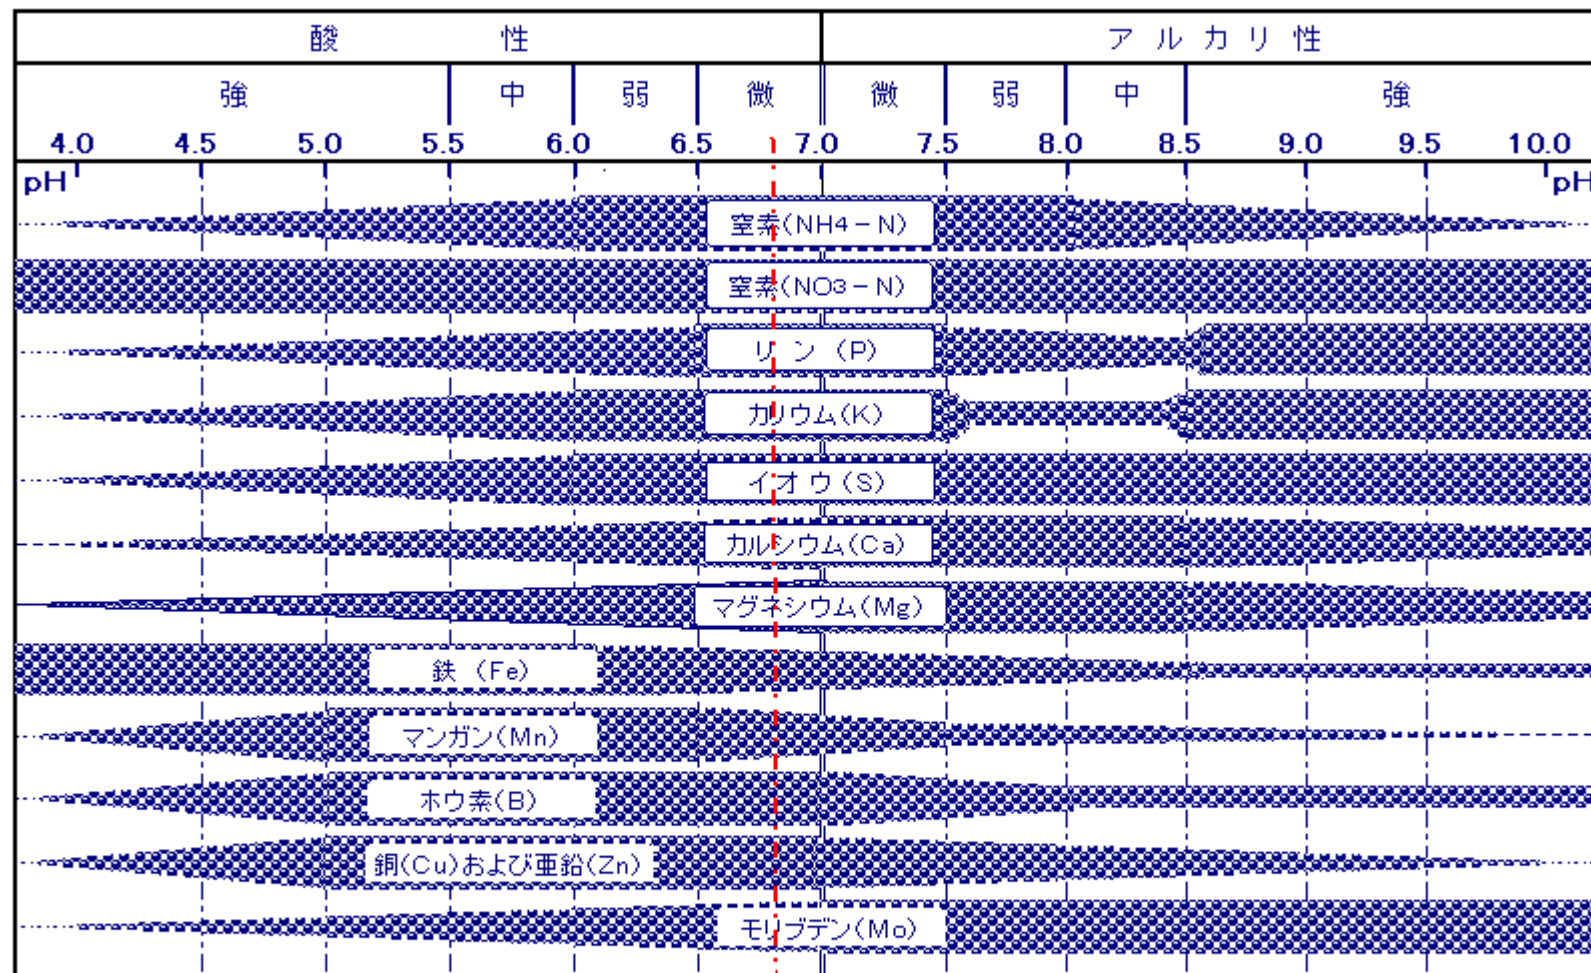 酸 性 アルカリ性
強 中 弱 微 微 弱 中 強
4.0 4.5 5.0 5.5 6.0 6.5 7.0 7.5 8.0 8.5 9.0 9.5 10.0
pH pH
窒素(NH4-N)
窒素(NO3-N)
リン(P)
カリウム(K)
イオウ(S)
カルシウム(Ca)
マグネシウム(Mg)
鉄(Fe)
マンガン(Mn)
ホウ素(B)
銅(Cu)および亜鉛(Zn)
モリブデン(Mo)